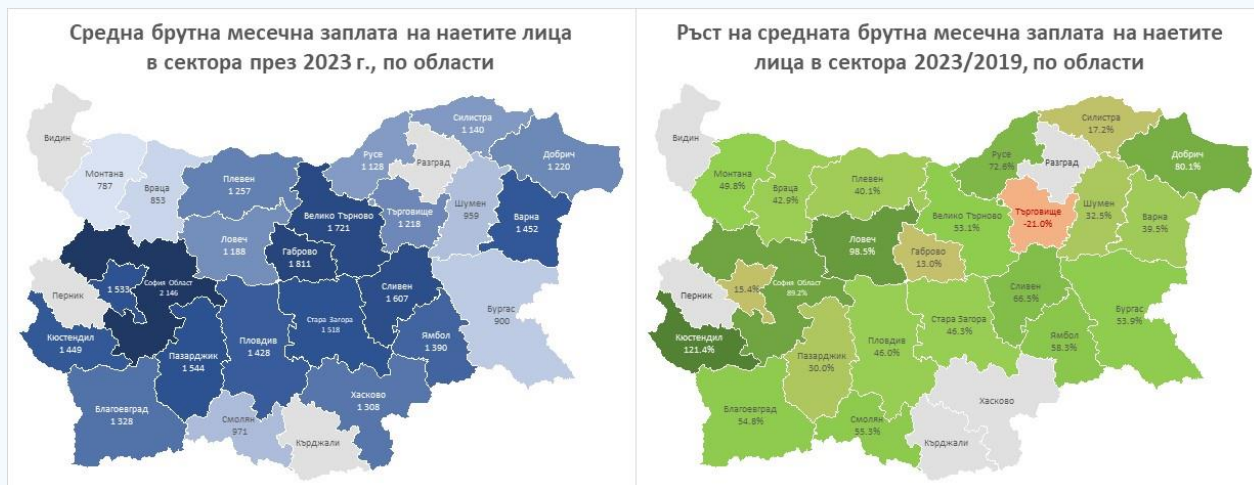 Средна брутна месечна заплата на наетите лица
в сектора през 2023 г., по области
Видин
Монтана
787
Враца
853
Плевен
1 257
Русе
1 128
Силистра
1 140
Разград
Добрич
1 220
Шумен
959
Варна
1 452
Търговище
1 218
Велико Търново
1 721
Ловеч
1 188
Габрово
1 811
София Област
2 146
1 533
Перник
Кюстендил
1 449
Пазарджик
1 544
Пловдив
1 428
Стара Загора
1 518
Сливен
1 607
Ямбол
1 390
Бургас
900
Благоевград
1 328
Смолян
971
Кърджали
Хасково
1 308
Ръст на средната брутна месечна заплата на наетите
лица в сектора 2023/2019, по области
Видин
Монтана
49.8%
Враца
42.9%
Плевен
40.1%
Русе
72.6%
Силистра
17.2%
Разград
Добрич
80.1%
Шумен
32.5%
Варна
39.5%
Търговище
-21.0%
Велико Търново
53.1%
Ловеч
98.5%
Габрово
13.0%
София Област
89.2%
15.4%
Перник
Кюстендил
121.4%
Пазарджик
30.0%
Пловдив
46.0%
Стара Загора
46.3%
Сливен
66.5%
Ямбол
58.3%
Бургас
53.9%
Благоевград
54.8%
Смолян
55.3%
Кърджали
Хасково